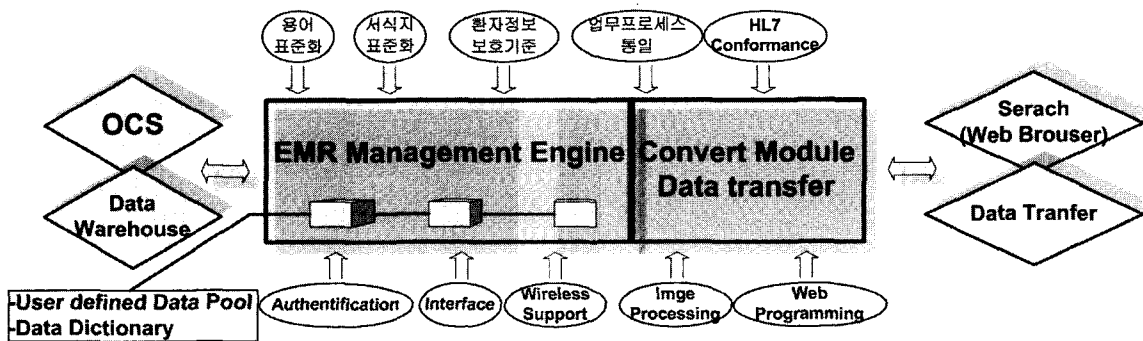 용어
표준화
서식지
표준화
환자정보
보호기준
업무프로세스
통일
HL7
Conformance
OCS
Data
Warehouse
EMR Management Engine
Convert Module
Data transfer
Serach
(Web Brouser)
Data Tranfer
-User defined Data Pool
-Data Dictionary
Authentification
Interface
Wireless
Support
Imge
Processing
Web
Programming